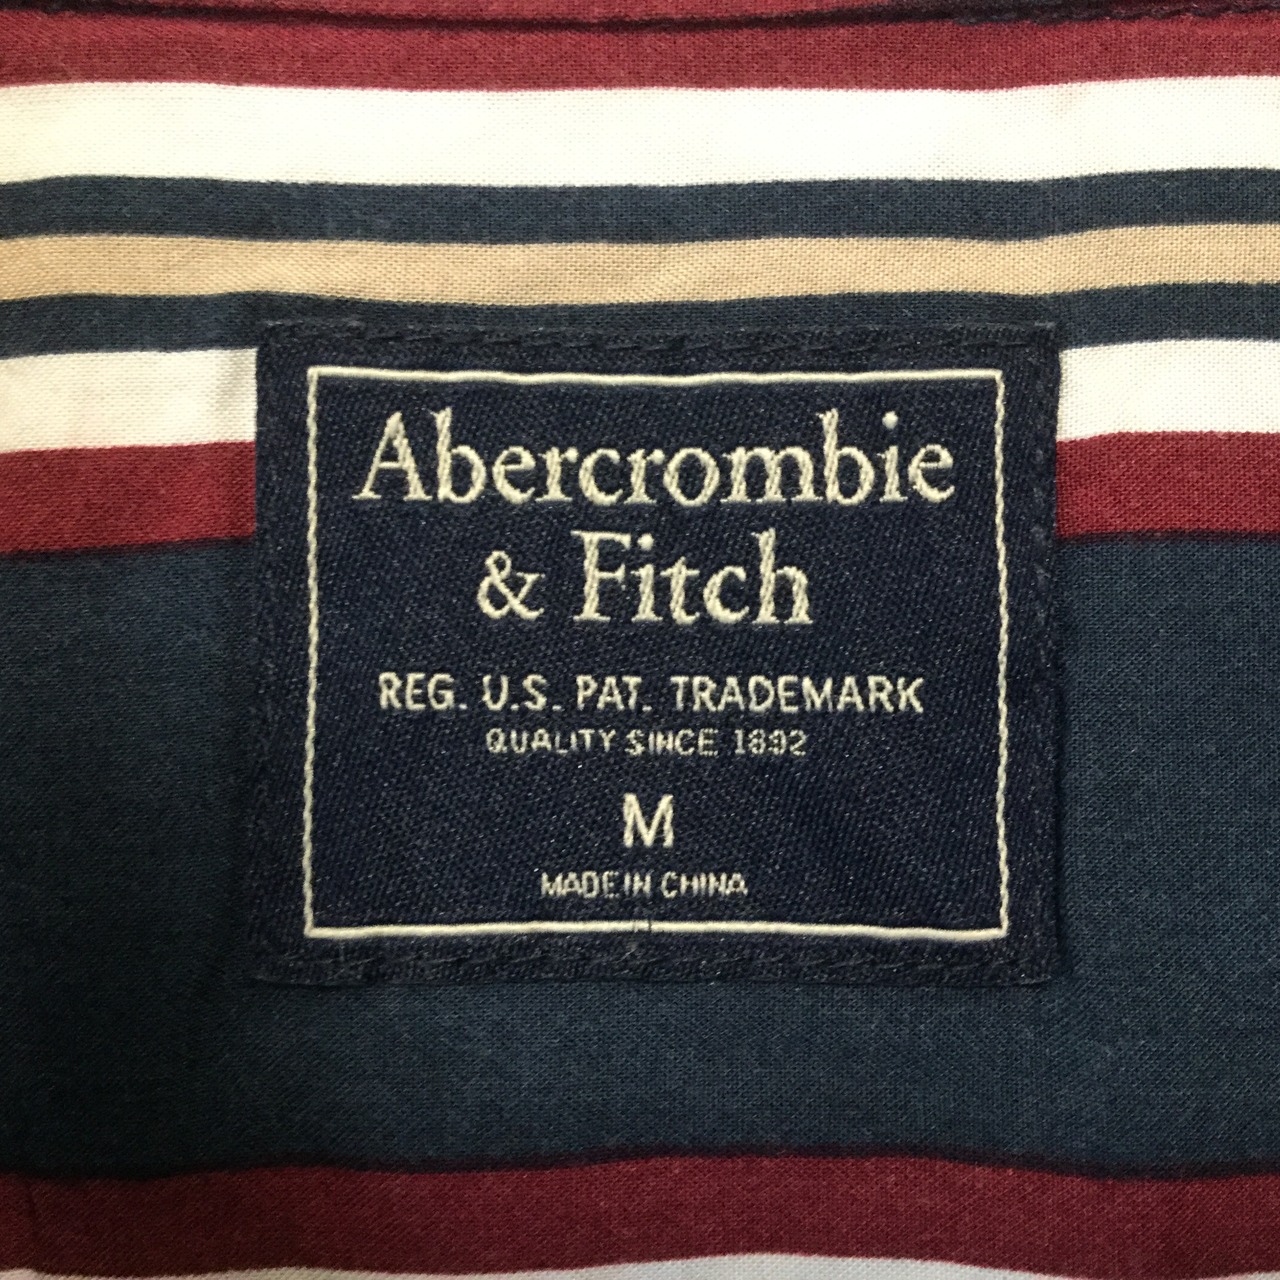 Abercrombie
& Fitch
REG. U.S. PAT. TRADEMARK
QUALITY SINCE 1892
M
MADE IN CHINA